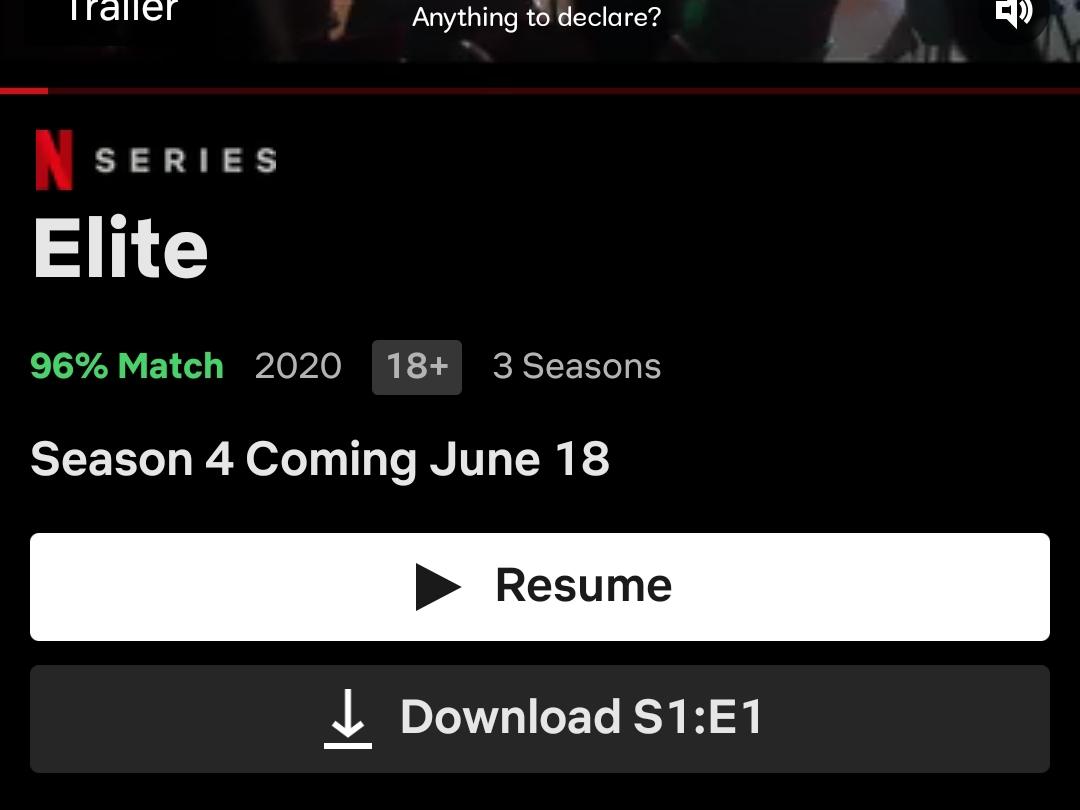 Trailer
Anything to declare?
N SERIES
Elite
96% Match 2020 18+ 3 Seasons
Season 4 Coming June 18
Resume
Download S1:E1